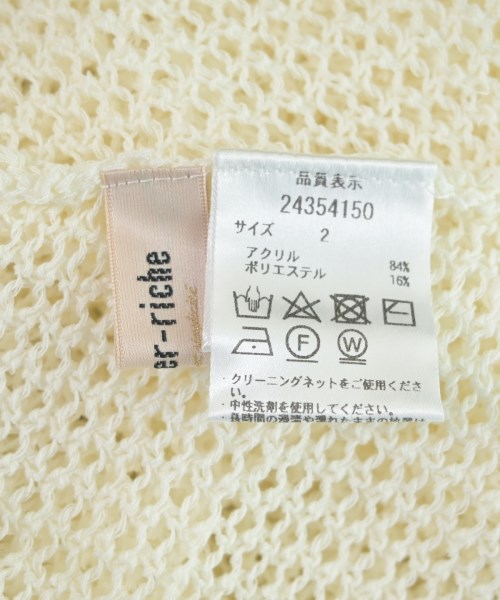 品質表示
24354150
サイズ 2
アクリル 84%
ポリエステル 16%
F W
・クリーニングネットをご使用くださ
い。
・中性洗剤を使用してください。
er-riche